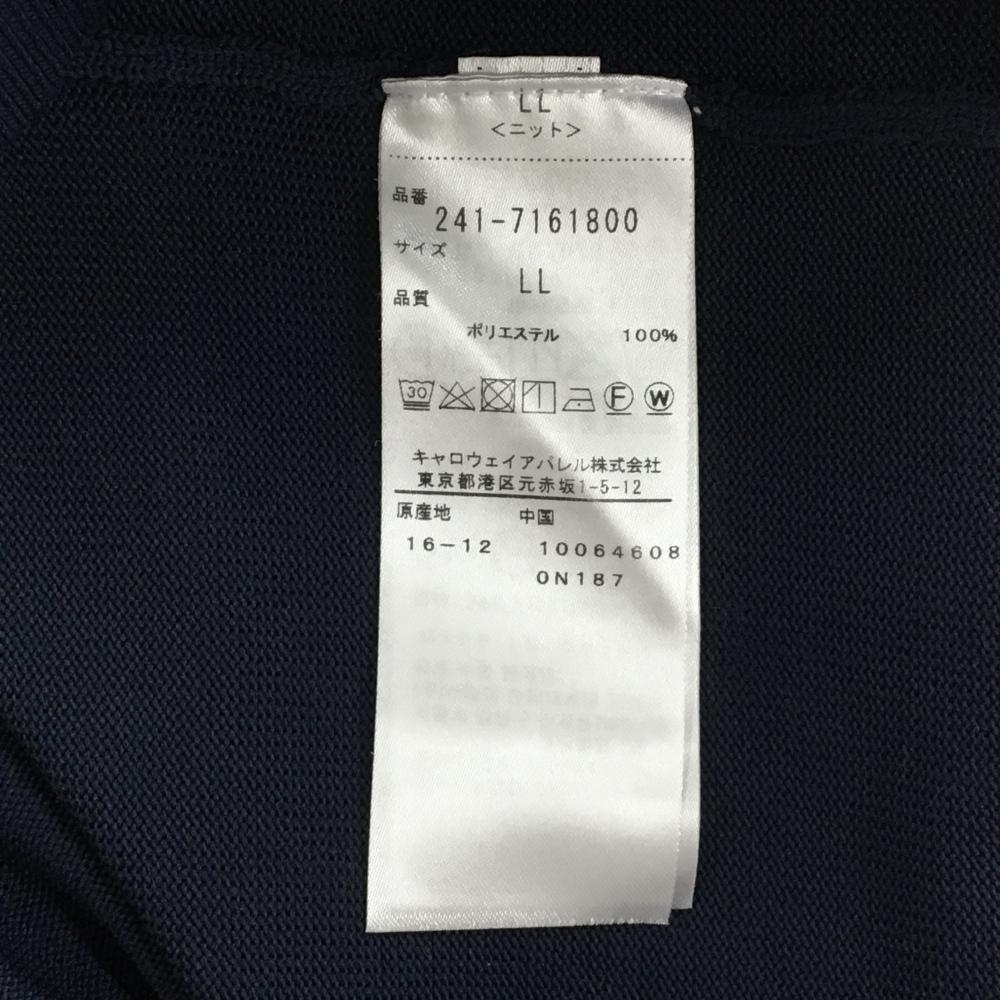 LL
<ニット>
品番
241-7161800
サイズ
LL
品質
ポリエステル 100%
30 F W
キャロウェイアパレル株式会社
東京都港区元赤坂1-5-12
原産地 中国
16-12 10064608
0N187